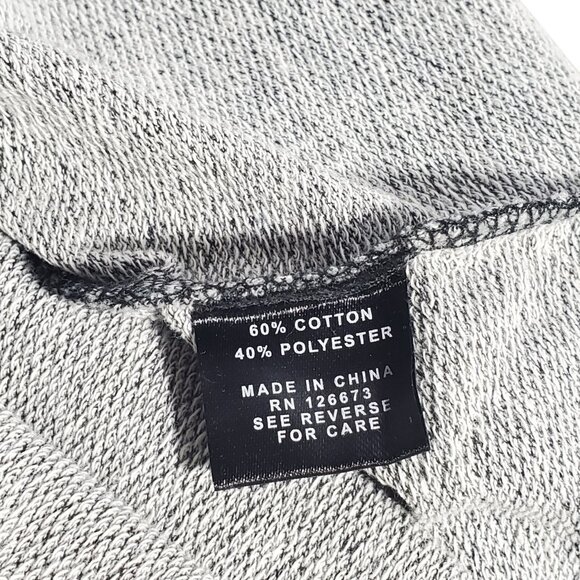 60% COTTON
40% POLYESTER
MADE IN CHINA
RN 126673
SEE REVERSE
FOR CARE